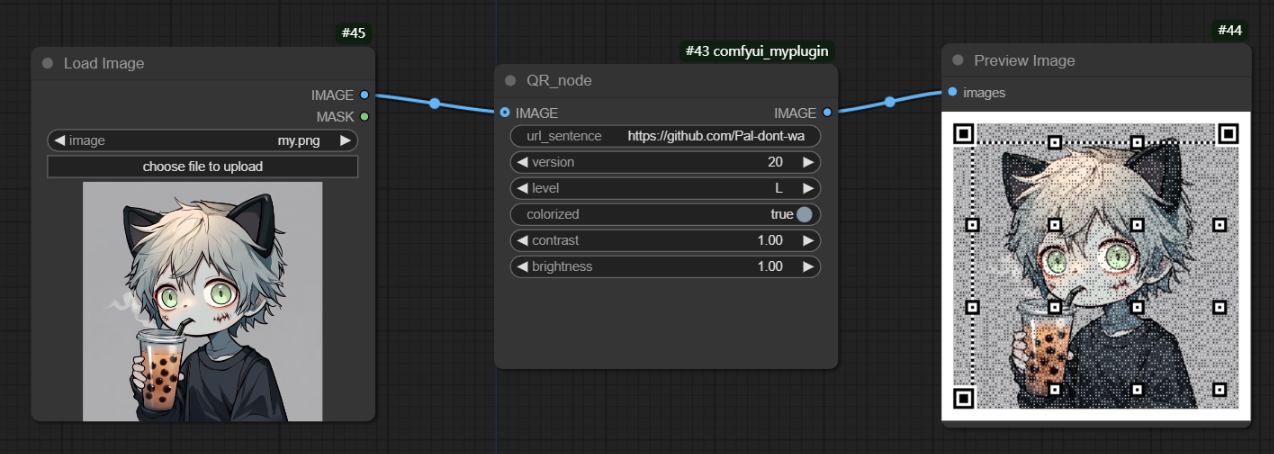 #45
Load Image
IMAGE
MASK
image my.png
choose file to upload
#43 comfyui_myplugin
QR_node
IMAGE IMAGE
url_sentence https://github.com/Pal-dont-wa
version 20
level L
colorized true
contrast 1.00
brightness 1.00
#44
Preview Image
images